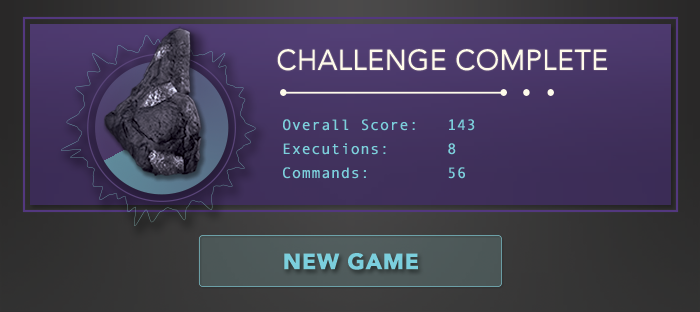 CHALLENGE COMPLETE
Overall Score: 143
Executions: 8
Commands: 56
NEW GAME